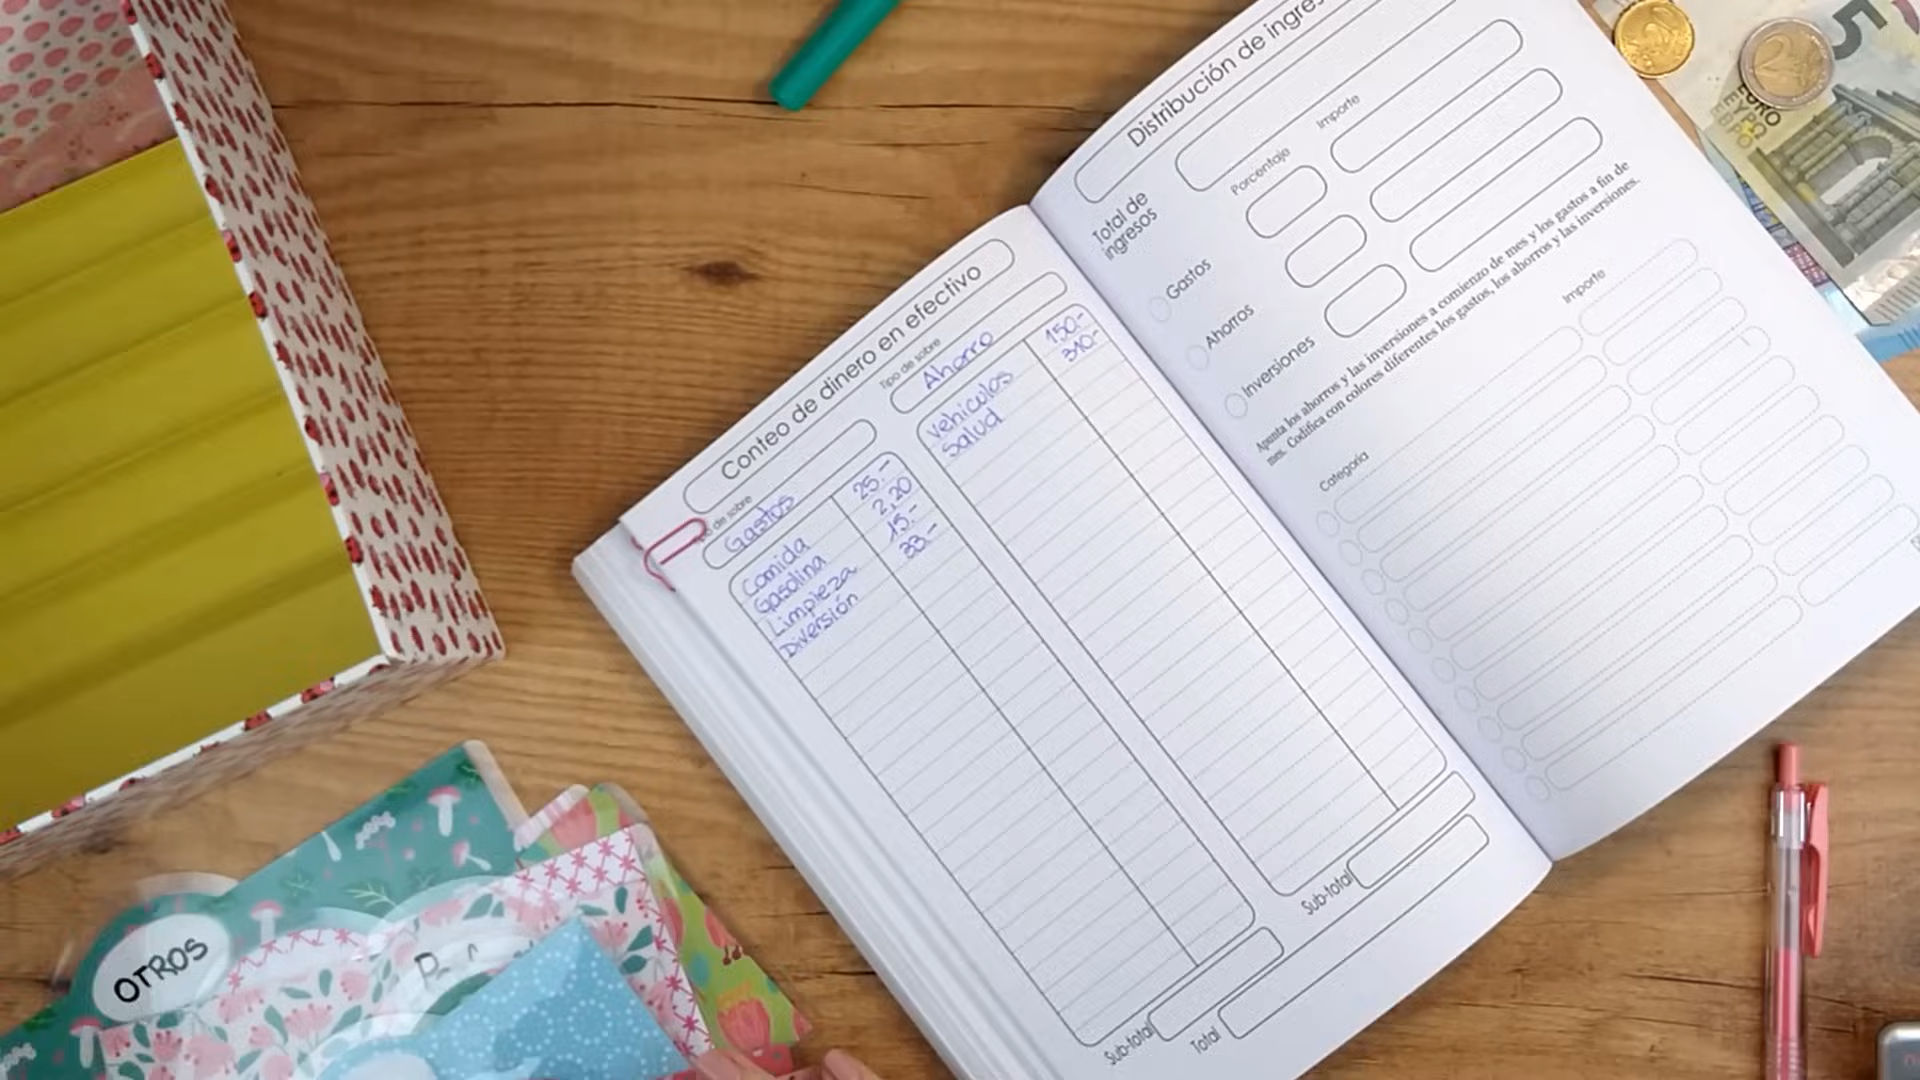 Conteo de dinero en efectivo
de sobre
Gastos
Comida 25.-
Gasolina 2,20
Limpieza 15.-
Diversión 33.-
Sub-total
Tipo de sobre
Ahorro
Vehiculos 150.-
Salud 310.-
Sub-total
Total
Distribución de
Total de
ingresos
Porcentaje
Importe
Gastos
Ahorros
Inversiones
Apunta los ahorros y las inversiones a comienzo de mes y los gastos a fin de
mes. Codifica con colores diferentes los gastos, los ahorros y las inversiones.
Categoría
Importe
OTROS
5
2
EURO